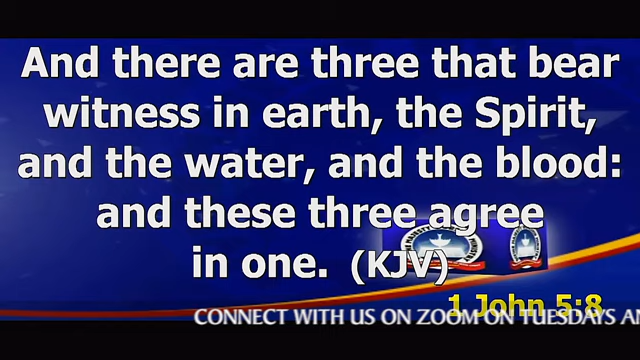 And there are three that bear
witness in earth, the Spirit,
and the water, and the blood:
and these three agree
in one. (KJV)
1 John 5:8
CONNECT WITH US ON ZOOM ON TUESDAYS AN